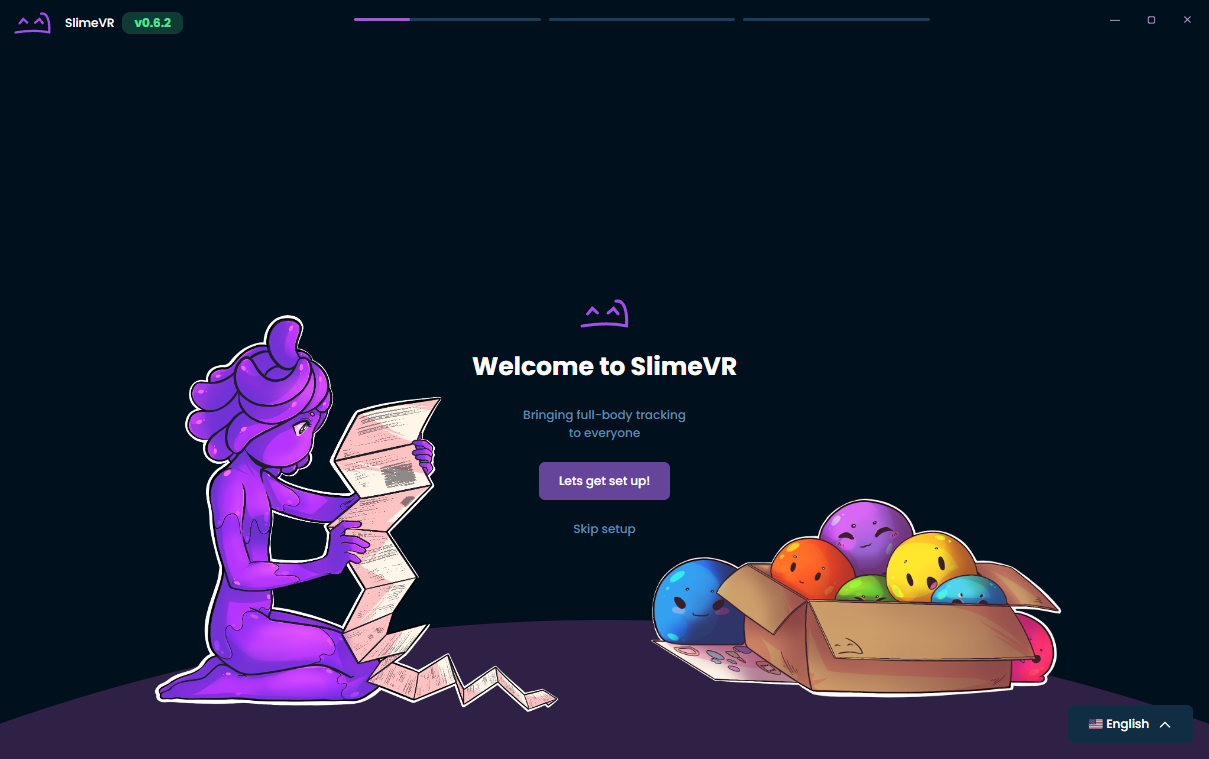 SlimeVR v0.6.2
Welcome to SlimeVR
Bringing full-body tracking
to everyone
Lets get set up!
Skip setup
English